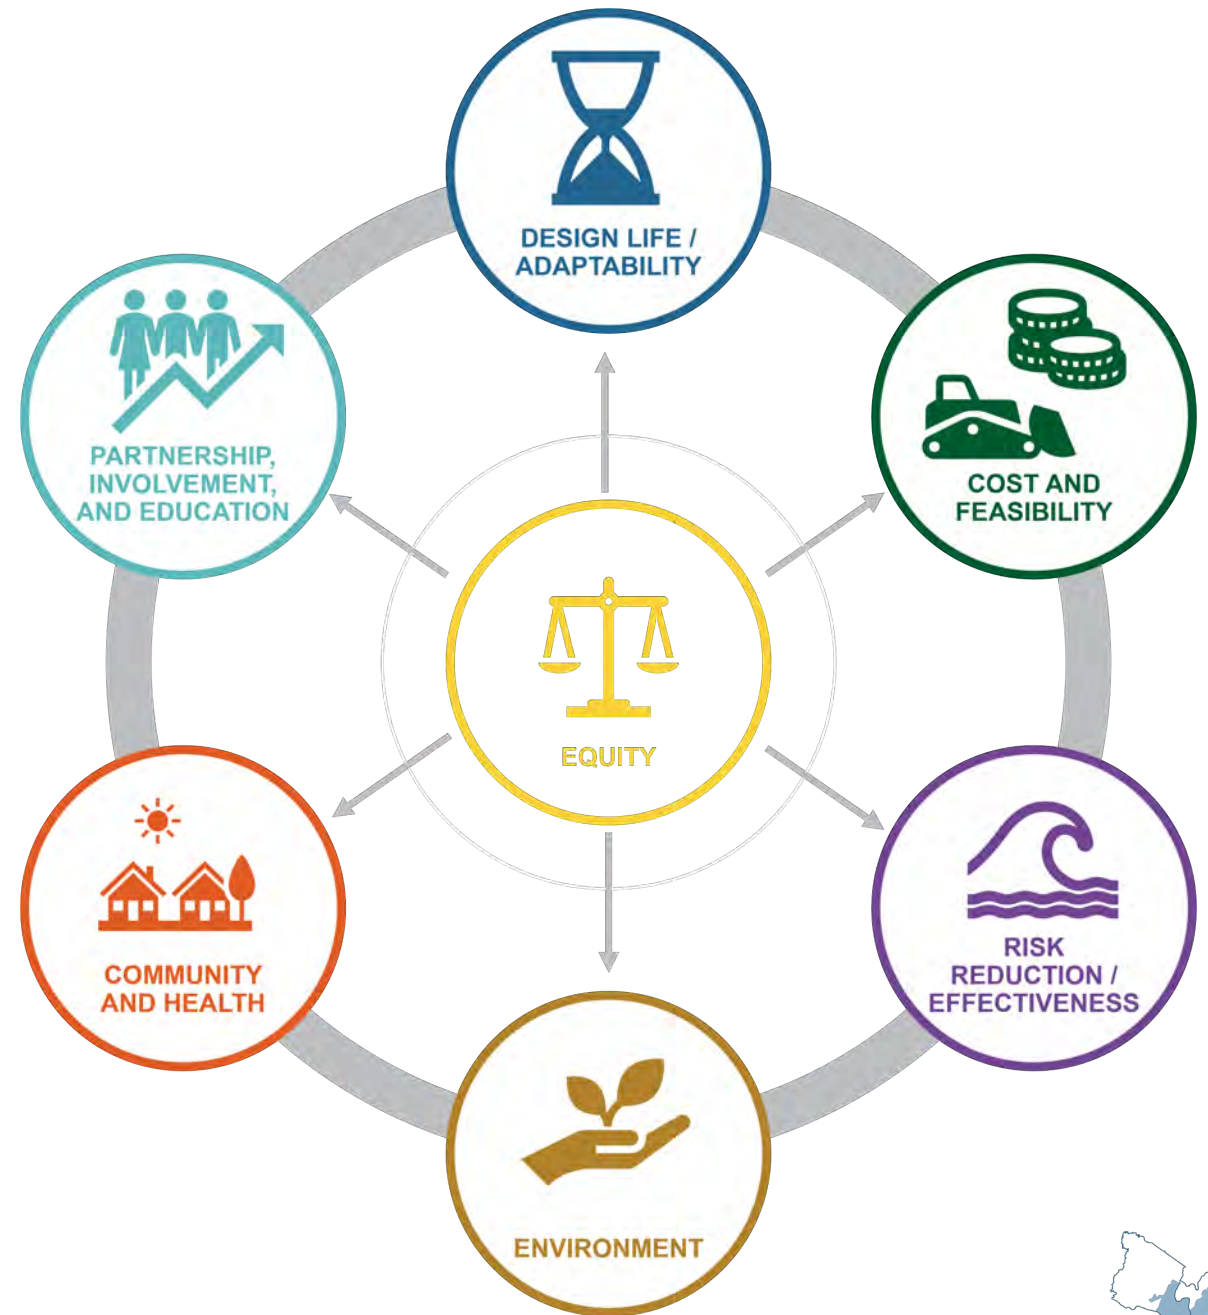 DESIGN LIFE /
ADAPTABILITY
COST AND
FEASIBILITY
RISK
REDUCTION /
EFFECTIVENESS
ENVIRONMENT
COMMUNITY
AND HEALTH
PARTNERSHIP,
INVOLVEMENT,
AND EDUCATION
EQUITY